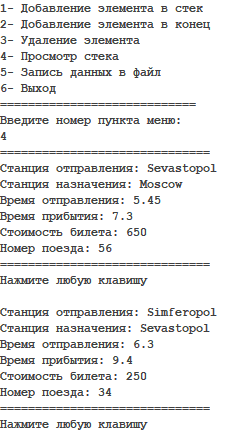 1- Добавление элемента в стек
2- Добавление элемента в конец
3- Удаление элемента
4- Просмотр стека
5- Запись данных в файл
6- Выход
============================
Введите номер пункта меню:
4
==============================
Станция отправления: Sevastopol
Станция назначения: Moscow
Время отправления: 5.45
Время прибытия: 7.3
Стоимость билета: 650
Номер поезда: 56
==============================
Нажмите любую клавишу
Станция отправления: Simferopol
Станция назначения: Sevastopol
Время отправления: 6.3
Время прибытия: 9.4
Стоимость билета: 250
Номер поезда: 34
==============================
Нажмите любую клавишу